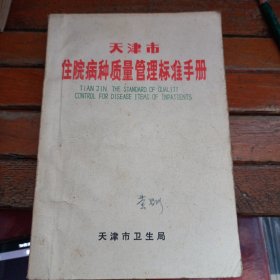 天津市
住院病种质量管理标准手册
TIAN JIN THE STANDARD OF QUALITY
CONTROL FOR DISEASE ITEMS OF INPATIENTS
天津市卫生局